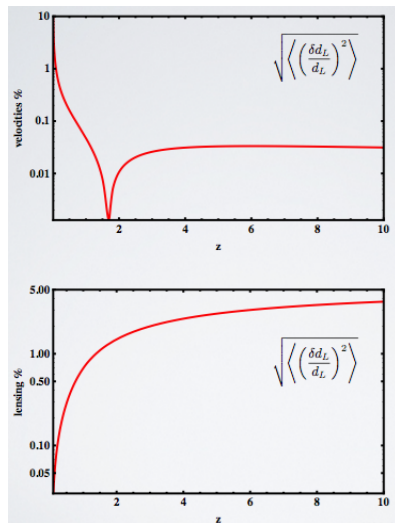 10
1
0.1
0.01
velocities %
2 4 6 8 10
z
√⟨(δd_L/d_L)²⟩
5.00
1.00
0.50
0.10
0.05
lensing %
0 2 4 6 8 10
z
√⟨(δd_L/d_L)²⟩